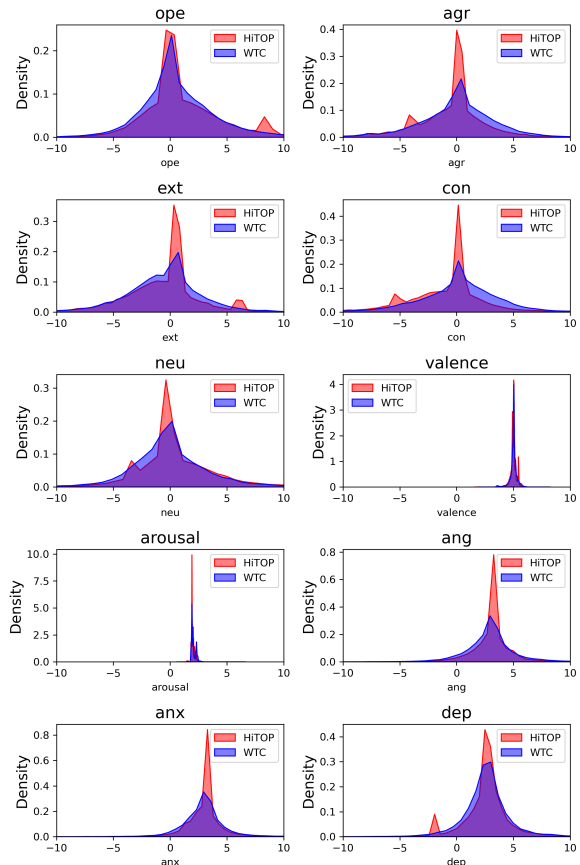 ope
Density
0.2
0.1
0.0
HiTOP
WTC
−10 −5 0 5 10
ope
agr
Density
0.4
0.3
0.2
0.1
0.0
HiTOP
WTC
−10 −5 0 5 10
agr
ext
Density
0.3
0.2
0.1
0.0
HiTOP
WTC
−10 −5 0 5 10
ext
con
Density
0.4
0.3
0.2
0.1
0.0
HiTOP
WTC
−10 −5 0 5 10
con
neu
Density
0.3
0.2
0.1
0.0
HiTOP
WTC
−10 −5 0 5 10
neu
valence
Density
4
3
2
1
0
HiTOP
WTC
−10 −5 0 5 10
valence
arousal
Density
10.0
7.5
5.0
2.5
0.0
HiTOP
WTC
−10 −5 0 5 10
arousal
ang
Density
0.8
0.6
0.4
0.2
0.0
HiTOP
WTC
−10 −5 0 5 10
ang
anx
Density
0.8
0.6
0.4
0.2
0.0
HiTOP
WTC
−10 −5 0 5 10
anx
dep
Density
0.4
0.3
0.2
0.1
0.0
HiTOP
WTC
−10 −5 0 5 10
dep